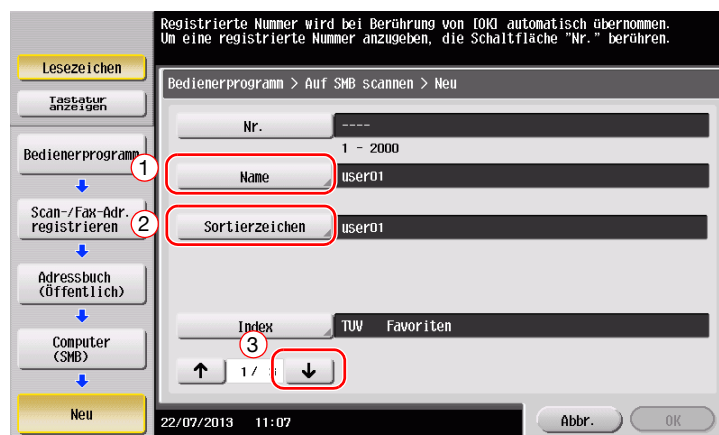 Registrierte Nummer wird bei Berührung von [OK] automatisch übernommen.
Um eine registrierte Nummer anzugeben, die Schaltfläche "Nr." berühren.
Lesezeichen
Tastatur
anzeigen
Bedienerprogramm
Scan-/Fax-Adr.
registrieren
Adressbuch
(Öffentlich)
Computer
(SMB)
Neu
Bedienerprogramm > Auf SMB scannen > Neu
Nr.
----
1 - 2000
1
Name
user01
2
Sortierzeichen
user01
Index
TUV Favoriten
3
↑
1/
↓
22/07/2013 11:07
Abbr.
OK